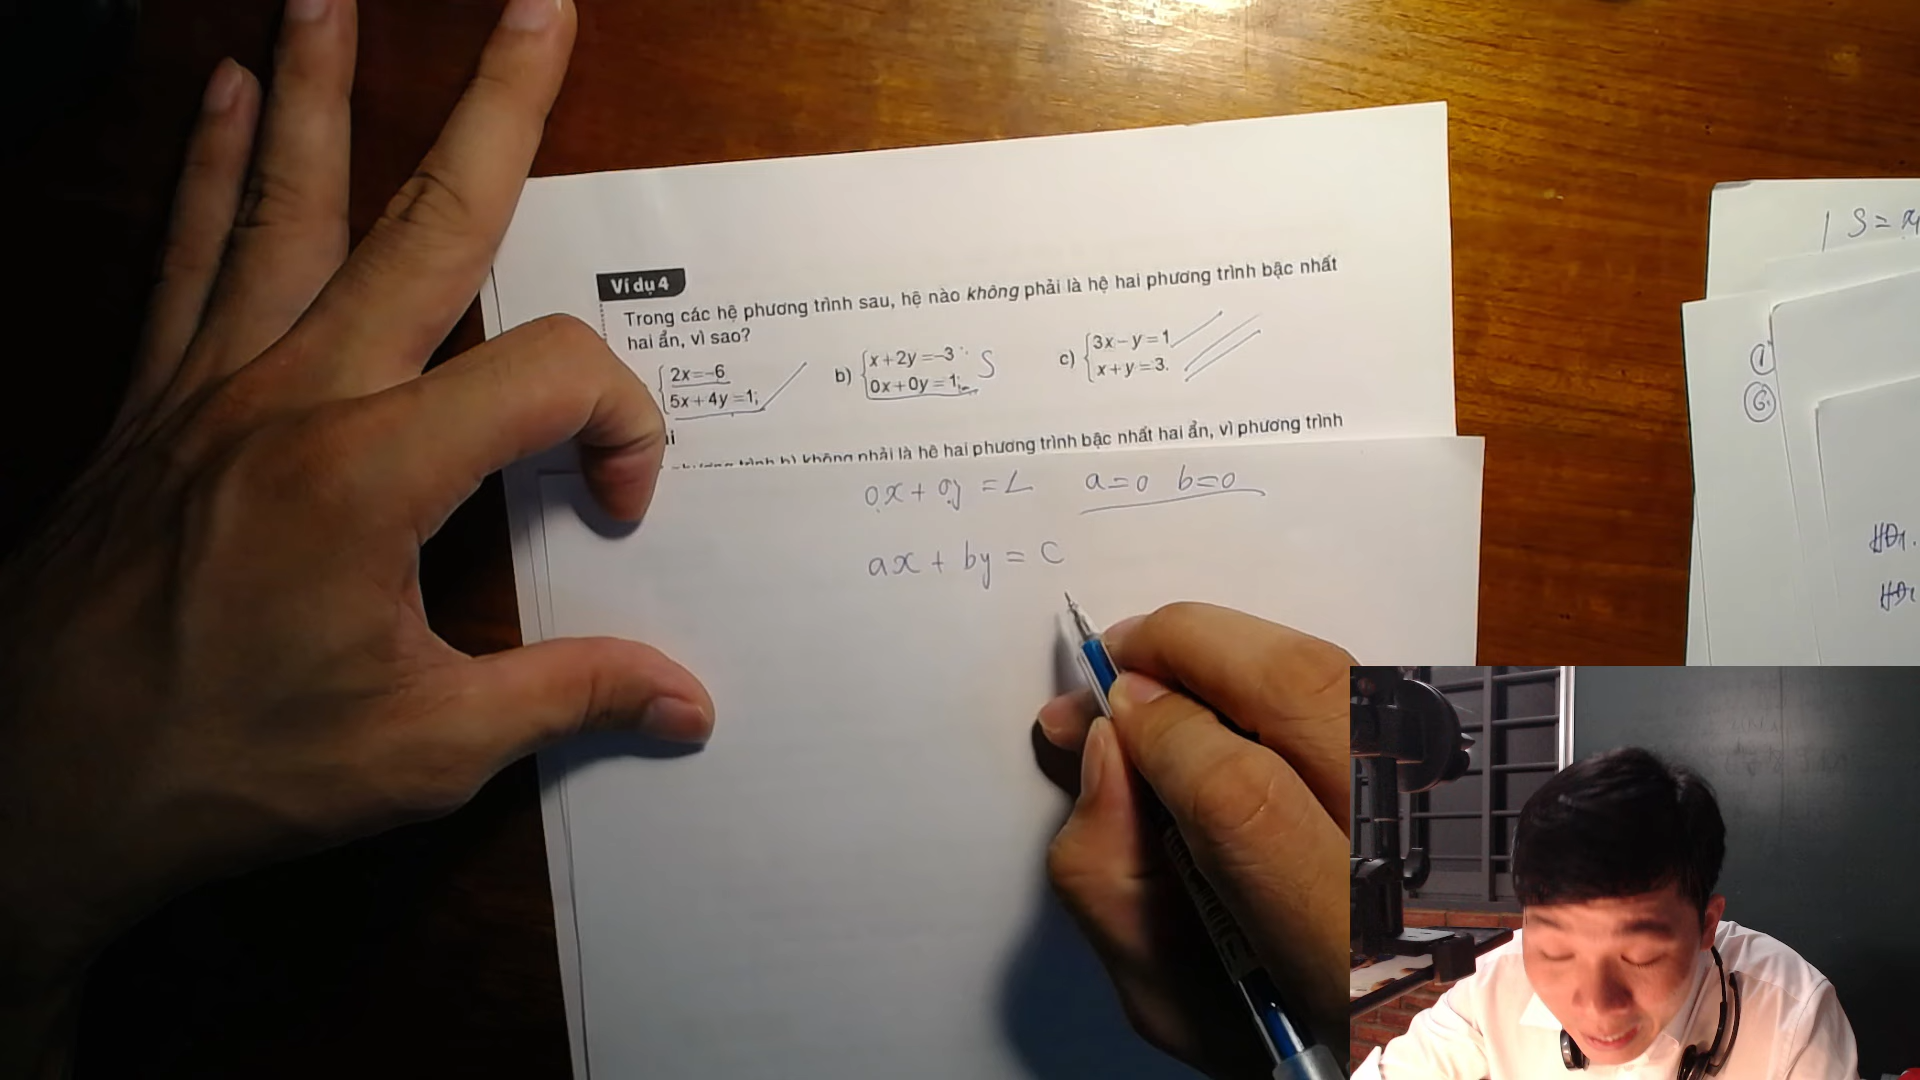 Ví dụ 4
Trong các hệ phương trình sau, hệ nào không phải là hệ hai phương trình bậc nhất
hai ẩn, vì sao?
2x=–6
5x+4y=1;
b) x+2y=–3 S
0x+0y=1;
c) 3x–y=1
x+y=3.
phương trình b) không phải là hệ hai phương trình bậc nhất hai ẩn, vì phương trình
0x + 0y = 1 a=0 b=0
ax + by = c
S =
HĐ1.